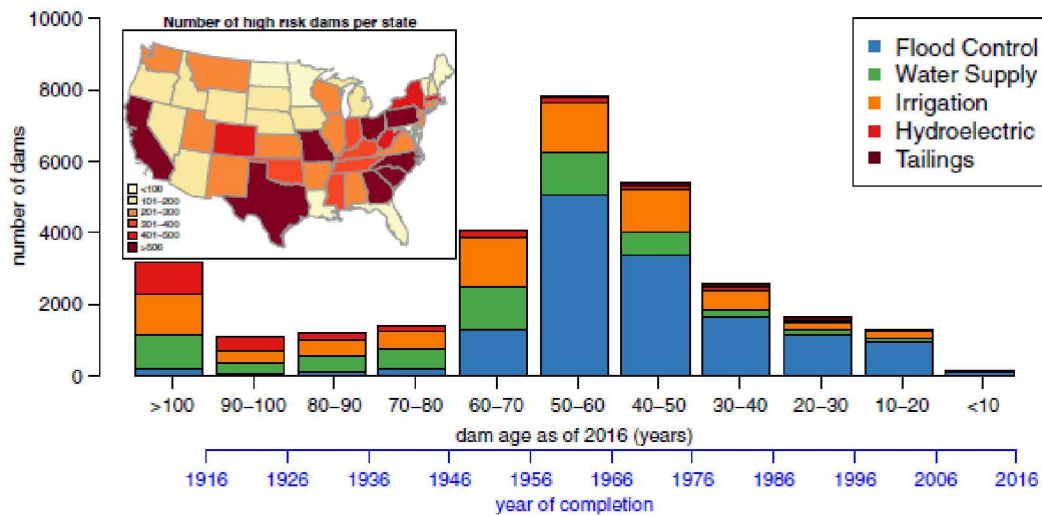 Number of high risk dams per state
<100
101-200
201-300
301-400
401-500
>500
Flood Control
Water Supply
Irrigation
Hydroelectric
Tailings
number of dams
10000
8000
6000
4000
2000
0
>100 90-100 80-90 70-80 60-70 50-60 40-50 30-40 20-30 10-20 <10
dam age as of 2016 (years)
1916 1926 1936 1946 1956 1966 1976 1986 1996 2006 2016
year of completion